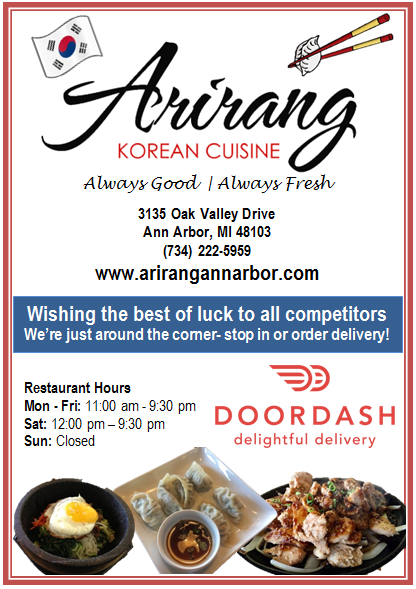 Arirang
KOREAN CUISINE
Always Good | Always Fresh
3135 Oak Valley Drive
Ann Arbor, MI 48103
(734) 222-5959
www.arirangannarbor.com
Wishing the best of luck to all competitors
We're just around the corner- stop in or order delivery!
Restaurant Hours
Mon - Fri: 11:00 am - 9:30 pm
Sat: 12:00 pm – 9:30 pm
Sun: Closed
DOORDASH
delightful delivery